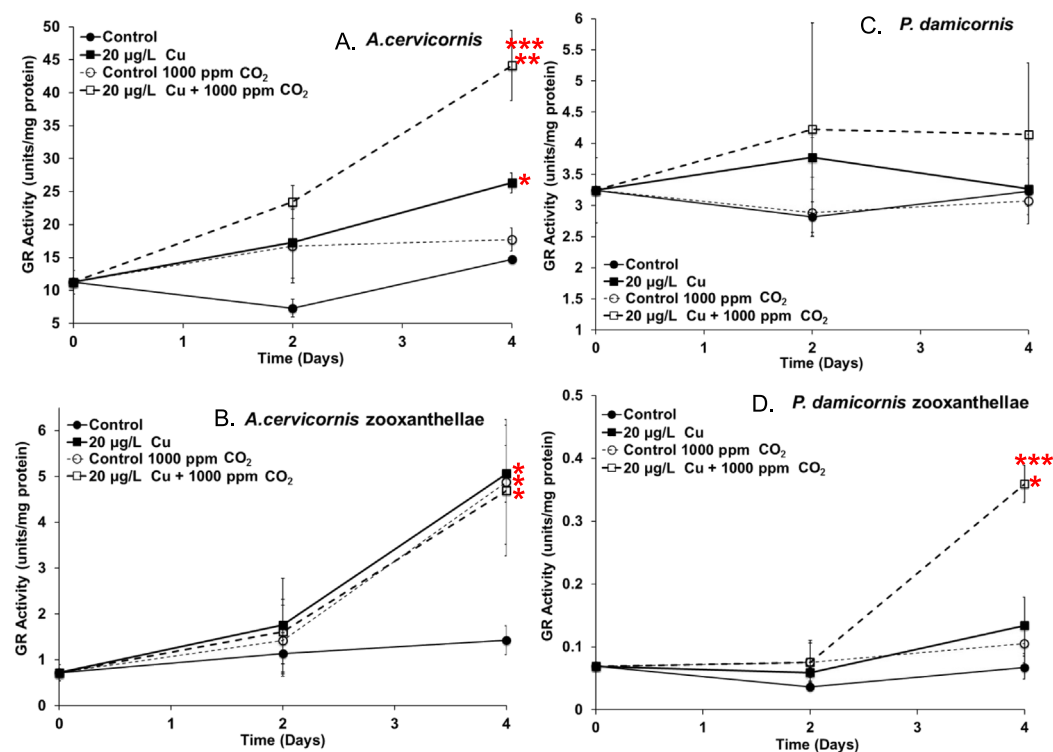 A. A.cervicornis
50
45
40
35
30
25
20
15
10
5
GR Activity (units/mg protein)
Control
20 µg/L Cu
Control 1000 ppm CO2
20 µg/L Cu + 1000 ppm CO2
***
**
*
0 1 2 3 4
Time (Days)
C. P. damicornis
6
5.5
5
4.5
4
3.5
3
2.5
2
1.5
1
GR Activity (units/mg protein)
Control
20 µg/L Cu
Control 1000 ppm CO2
20 µg/L Cu + 1000 ppm CO2
0 1 2 3 4
Time (Days)
B. A.cervicornis zooxanthellae
6
5
4
3
2
1
0
GR Activity (units/mg protein)
Control
20 µg/L Cu
Control 1000 ppm CO2
20 µg/L Cu + 1000 ppm CO2
*
*
*
0 2 4
Time (Days)
D. P. damicornis zooxanthellae
0.5
0.4
0.3
0.2
0.1
0
GR Activity (units/mg protein)
Control
20 µg/L Cu
Control 1000 ppm CO2
20 µg/L Cu + 1000 ppm CO2
***
*
0 2 4
Time (Days)